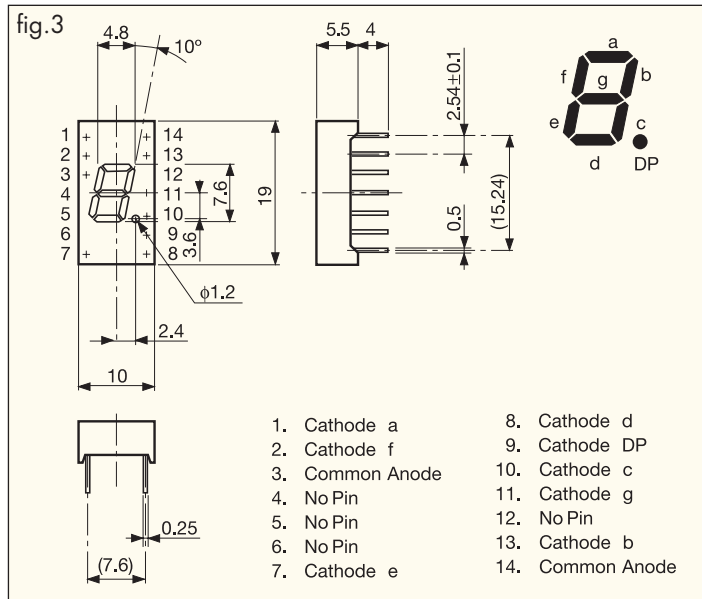 fig.3
4.8
10°
5.5
4
2.54±0.1
a
f
g
b
e
c
d
DP
1
14
2
13
3
12
4
11
5
10
6
9
7
8
7.6
3.6
19
0.5
(15.24)
φ1.2
2.4
10
0.25
(7.6)
1. Cathode a
2. Cathode f
3. Common Anode
4. No Pin
5. No Pin
6. No Pin
7. Cathode e
8. Cathode d
9. Cathode DP
10. Cathode c
11. Cathode g
12. No Pin
13. Cathode b
14. Common Anode